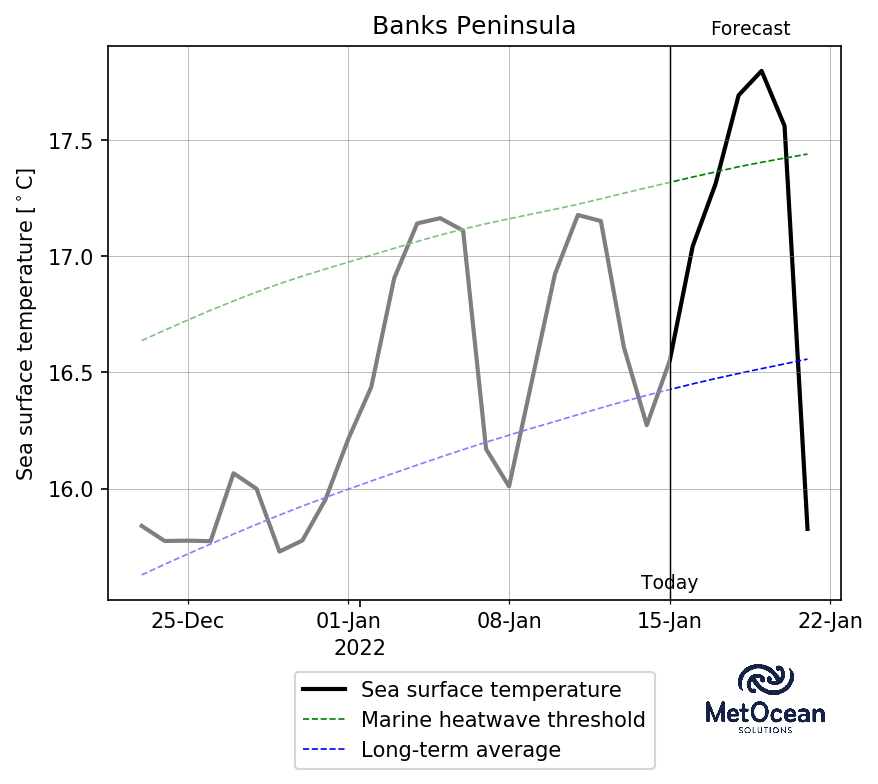 Banks Peninsula
Forecast
Sea surface temperature [°C]
17.5
17.0
16.5
16.0
Today
25-Dec
01-Jan
08-Jan
15-Jan
22-Jan
2022
Sea surface temperature
Marine heatwave threshold
Long-term average
MetOcean
SOLUTIONS